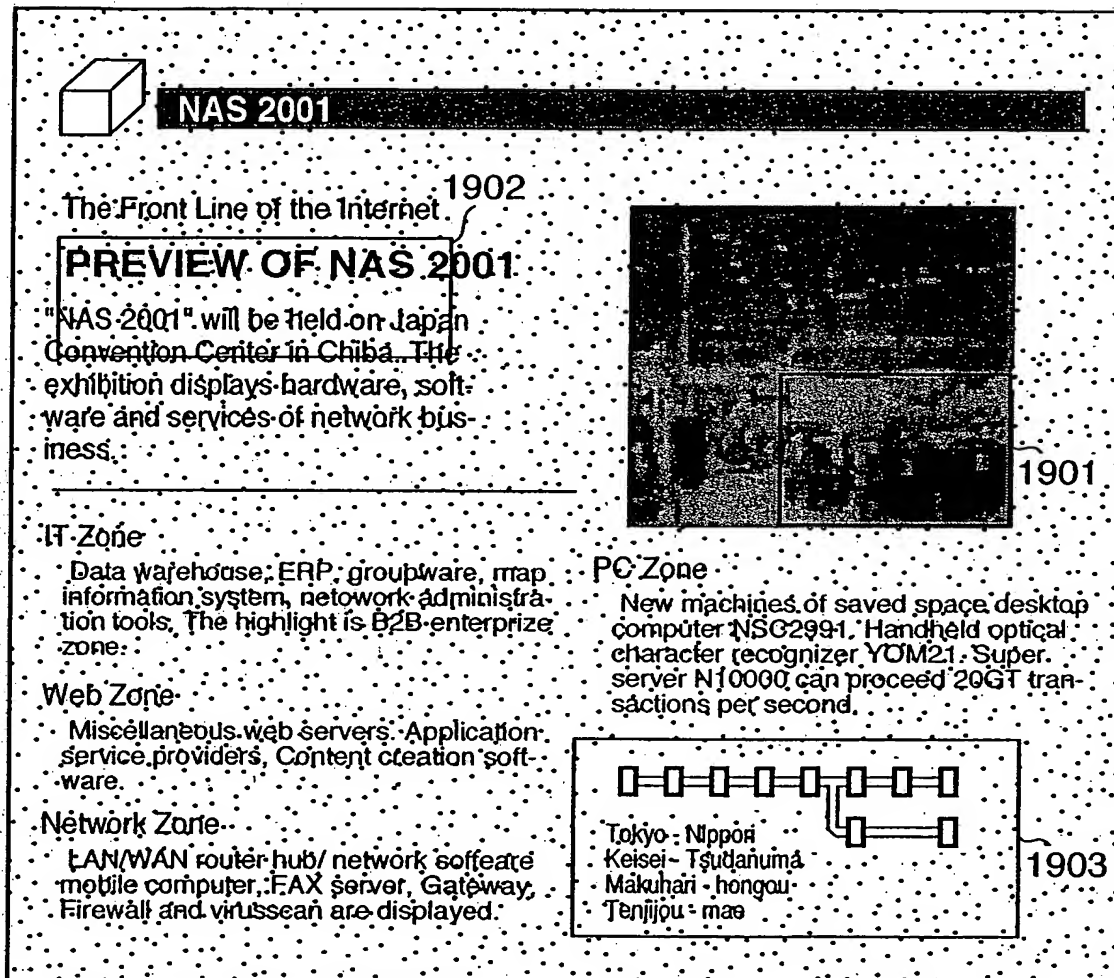 NAS 2001
The Front Line of the Internet
1902
PREVIEW OF NAS 2001
"NAS 2001" will be held on Japan
Convention Center in Chiba. The
exhibition displays hardware, soft-
ware and services of network bus-
iness.
1901
IT Zone
Data warehouse, ERP, groupware, map
information system, netowork administra-
tion tools. The highlight is B2B enterprize
zone.
Web Zone
Miscellaneous web servers. Application
service providers, Content creation soft-
ware.
Network Zone
LAN/WAN router hub/ network soffeare
mobile computer, FAX server, Gateway,
Firewall and virusscan are displayed.
PC Zone
New machines of saved space desktop
computer NSG2991. Handheld optical
character recognizer YOM21. Super
server N10000 can proceed 20GT tran-
sactions per second.
Tokyo - Nippori
Keisei - Tsudanuma
Makuhari - hongou
Tenjijou - mae
1903